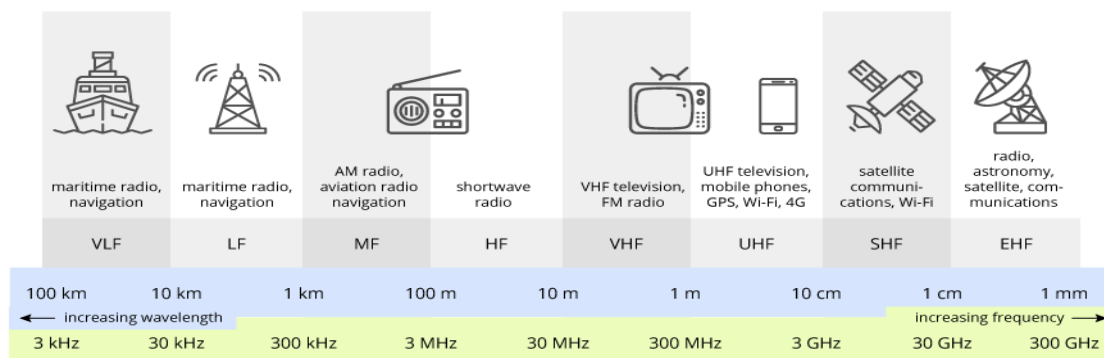 maritime radio,
navigation
maritime radio,
navigation
AM radio,
aviation radio
navigation
shortwave
radio
VHF television,
FM radio
UHF television,
mobile phones,
GPS, Wi-Fi, 4G
satellite
communi-
cations, Wi-Fi
radio,
astronomy,
satellite, com-
munications
VLF LF MF HF VHF UHF SHF EHF
100 km 10 km 1 km 100 m 10 m 1 m 10 cm 1 cm 1 mm
increasing wavelength increasing frequency
3 kHz 30 kHz 300 kHz 3 MHz 30 MHz 300 MHz 3 GHz 30 GHz 300 GHz